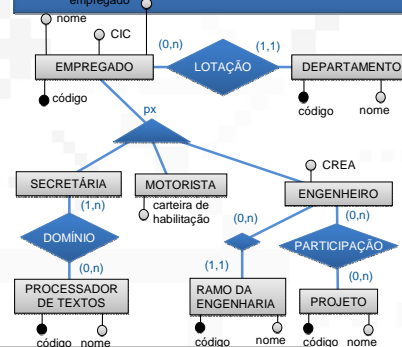 empregado
nome
CIC
(0,n)
(1,1)
EMPREGADO
LOTAÇÃO
DEPARTAMENTO
código
código
nome
px
CREA
SECRETÁRIA
MOTORISTA
ENGENHEIRO
(1,n)
carteira de
habilitação
(0,n)
(0,n)
DOMÍNIO
PARTICIPAÇÃO
(0,n)
(1,1)
(0,n)
PROCESSADOR
DE TEXTOS
RAMO DA
ENGENHARIA
PROJETO
código
nome
código
nome
código
nome